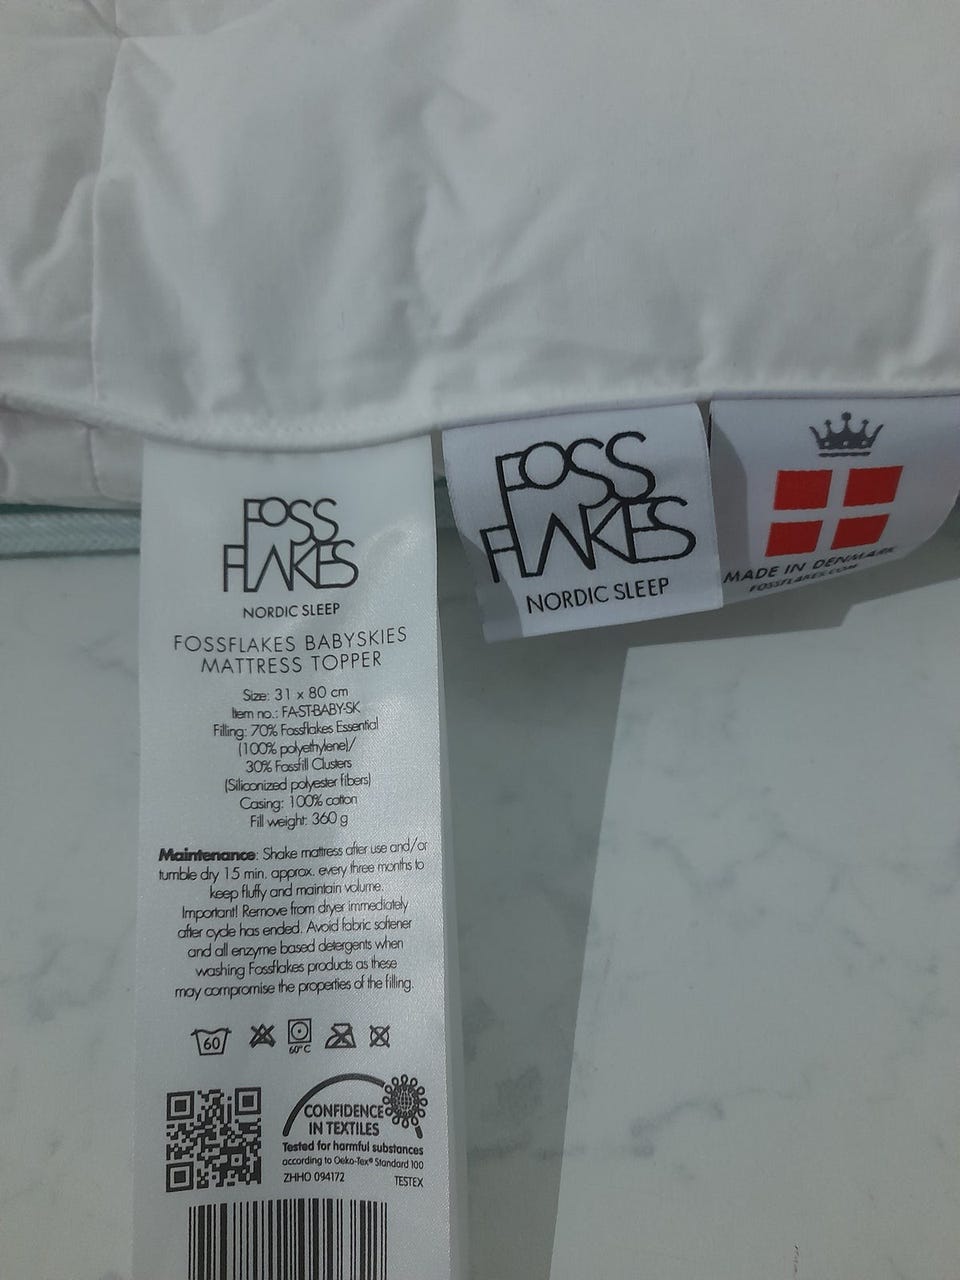 FOSS
FLAKES
NORDIC SLEEP
FOSSFLAKES BABYSKIES
MATTRESS TOPPER
Size: 31 x 80 cm
Item no.: FA-ST-BABY-SK
Filling: 70% Fossflakes Essential
(100% polyethylene)/
30% Fossfill Clusters
(Siliconized polyester fibers)
Casing: 100% cotton
Fill weight: 360 g
Maintenance: Shake mattress after use and/or
tumble dry 15 min. approx. every three months to
keep fluffy and maintain volume.
Important! Remove from dryer immediately
after cycle has ended. Avoid fabric softener
and all enzyme based detergents when
washing Fossflakes products as these
may compromise the properties of the filling.
60
60°C
CONFIDENCE
IN TEXTILES
Tested for harmful substances
according to Oeko-Tex® Standard 100
ZHHO 094172 TESTEX
FOSS
FLAKES
NORDIC SLEEP
MADE IN DENMARK
FOSSFLAKES.COM